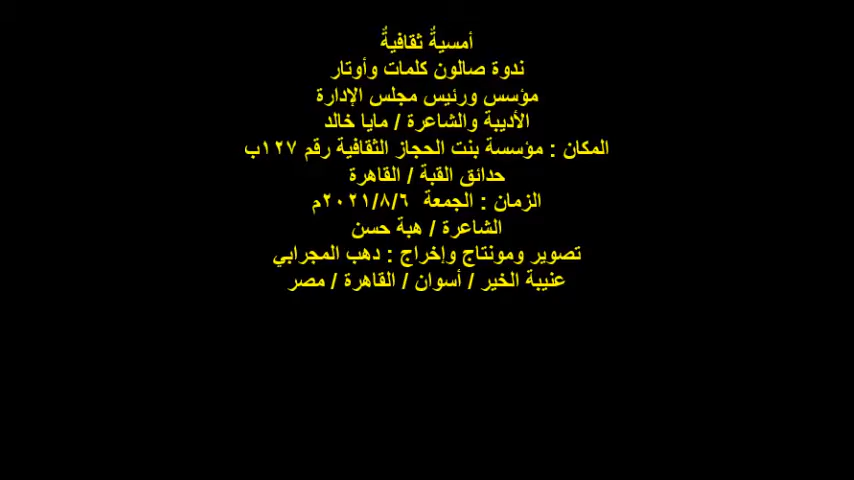 أمسيةٌ ثقافيةٌ
ندوة صالون كلمات وأوتار
مؤسس ورئيس مجلس الإدارة
الأديبة والشاعرة / مايا خالد
المكان : مؤسسة بنت الحجاز الثقافية رقم ١٢٧ب
حدائق القبة / القاهرة
الزمان : الجمعة ٢٠٢١/٨/٦م
الشاعرة / هبة حسن
تصوير ومونتاج وإخراج : دهب المجرابي
عنيبة الخير / أسوان / القاهرة / مصر